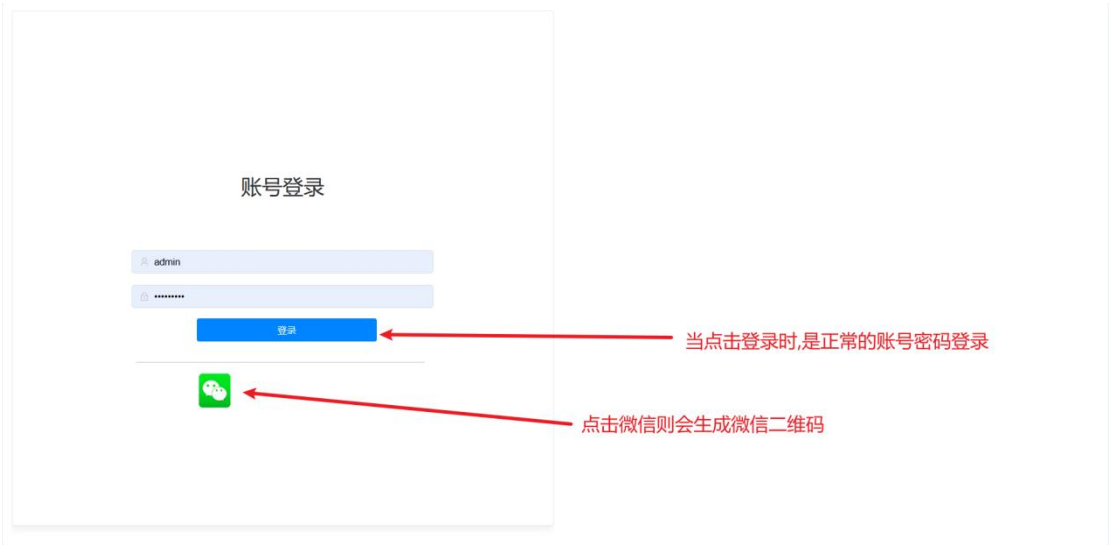 账号登录
admin
•••••••••
登录
当点击登录时,是正常的账号密码登录
点击微信则会生成微信二维码